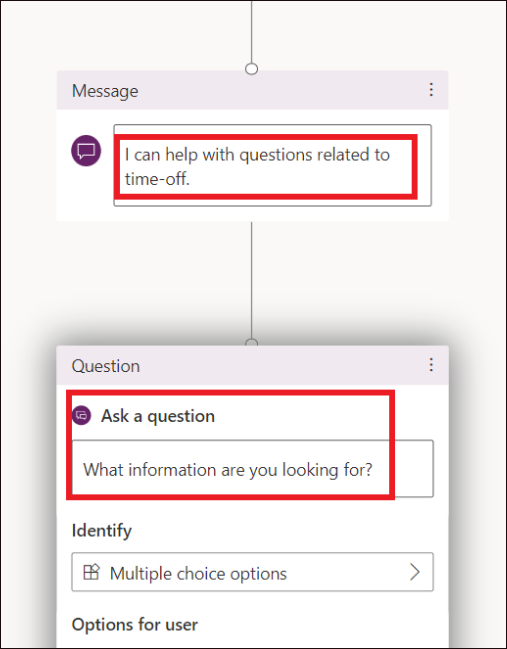 Message
I can help with questions related to
time-off.
Question
Ask a question
What information are you looking for?
Identify
Multiple choice options
Options for user